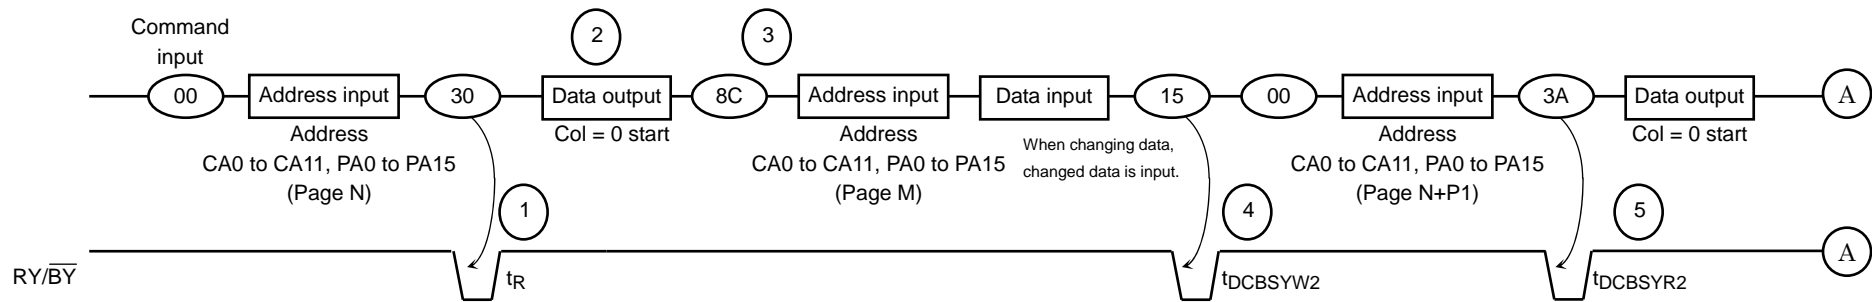 Command
input
2
3
00
Address input
30
Data output
8C
Address input
Data input
15
00
Address input
3A
Data output
A
Address
CA0 to CA11, PA0 to PA15
(Page N)
Col = 0 start
Address
CA0 to CA11, PA0 to PA15
(Page M)
When changing data,
changed data is input.
Address
CA0 to CA11, PA0 to PA15
(Page N+P1)
Col = 0 start
1
4
5
RY/B̅Y̅
tR
tDCBSYW2
tDCBSYR2
A